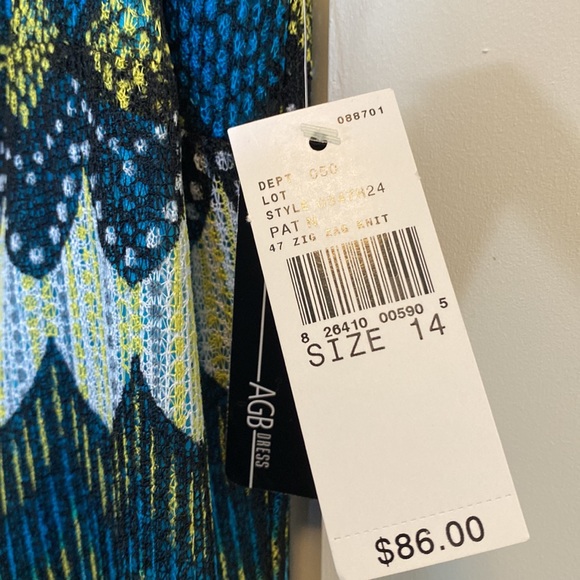 088701
DEPT 050
LOT
STYLE
PAT N
47 ZIG ZAG KNIT
8 26410 00590 5
SIZE 14
$86.00
AGB DRESS